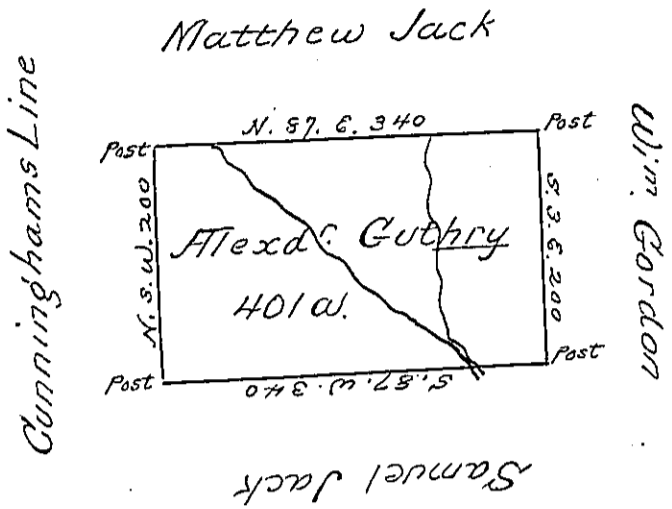 Matthew Jack
Cunninghams Line
N. 87. E. 340
Post
Post
Wm. Gordon
N. 3. W. 200
S. 3. E. 200
Alexdr. Guthry
401 a.
Post
Post
S. 87. W. 340
Samuel Jack